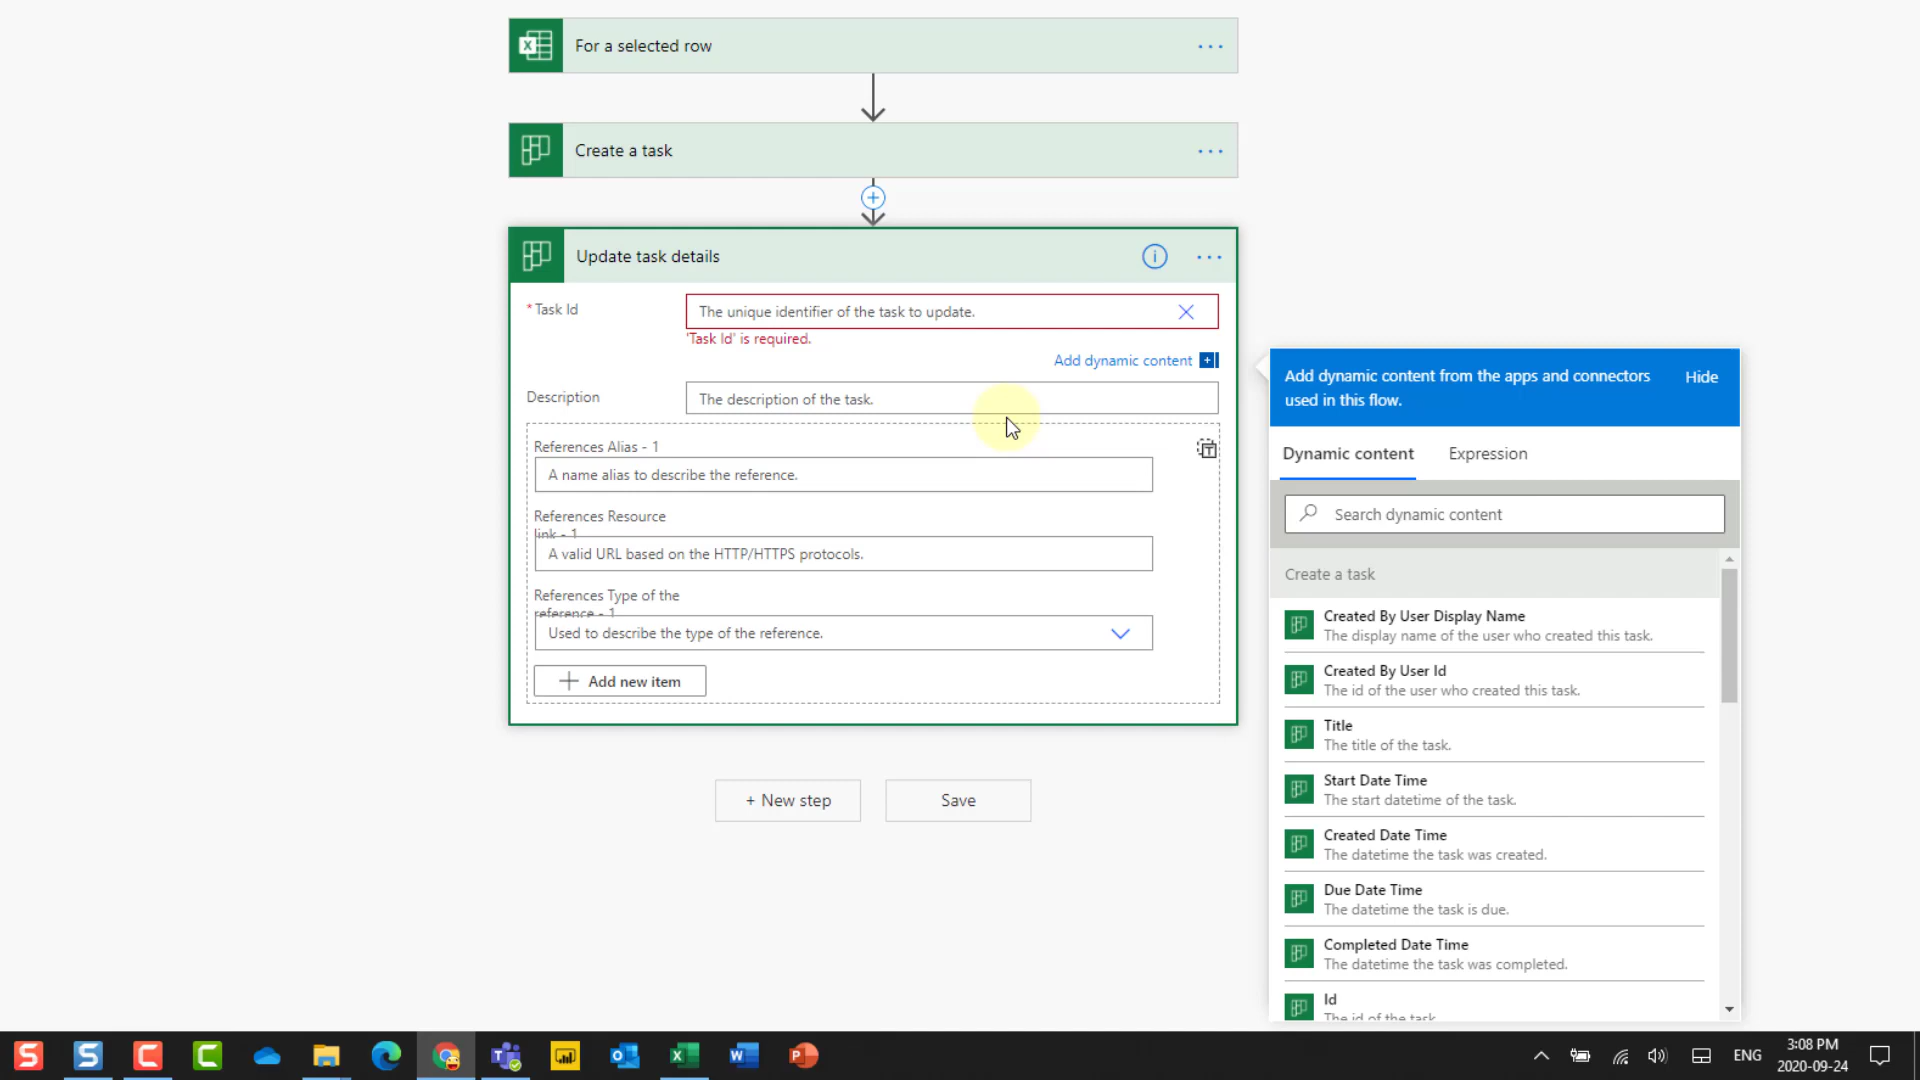 For a selected row
Create a task
Update task details
* Task Id
The unique identifier of the task to update.
'Task Id' is required.
Add dynamic content
Description
The description of the task.
References Alias - 1
A name alias to describe the reference.
References Resource
link - 1
A valid URL based on the HTTP/HTTPS protocols.
References Type of the
reference - 1
Used to describe the type of the reference.
Add new item
+ New step
Save
Add dynamic content from the apps and connectors
used in this flow.
Hide
Dynamic content
Expression
Search dynamic content
Create a task
Created By User Display Name
The display name of the user who created this task.
Created By User Id
The id of the user who created this task.
Title
The title of the task.
Start Date Time
The start datetime of the task.
Created Date Time
The datetime the task was created.
Due Date Time
The datetime the task is due.
Completed Date Time
The datetime the task was completed.
Id
The id of the task
ENG
3:08 PM
2020-09-24